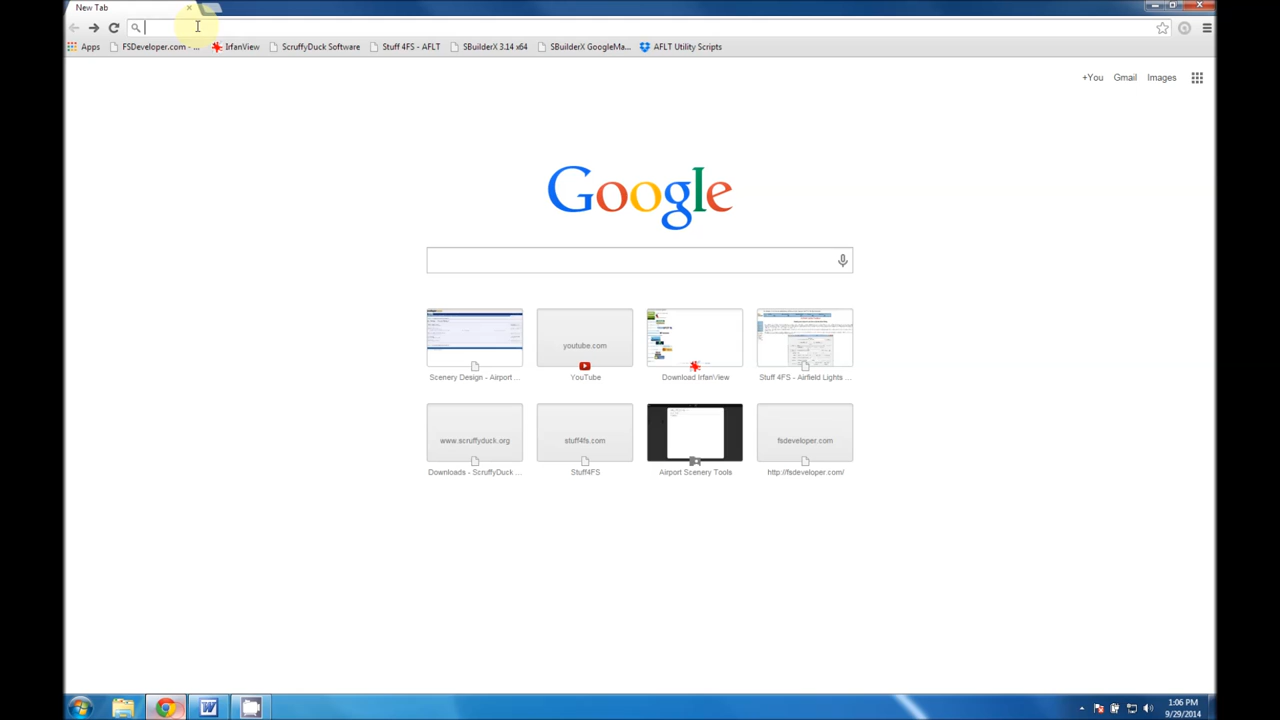 New Tab
Apps FSDeveloper.com - ... IrfanView ScruffyDuck Software Stuff 4FS - AFLT SBuilderX 3.14 x64 SBuilderX GoogleMa... AFLT Utility Scripts
+You Gmail Images
Google
youtube.com
Scenery Design - Airport ... YouTube Download IrfanView Stuff 4FS - Airfield Lights ...
www.scruffyduck.org stuff4fs.com fsdeveloper.com
Downloads - ScruffyDuck ... Stuff4FS Airport Scenery Tools http://fsdeveloper.com/
1:06 PM
9/29/2014